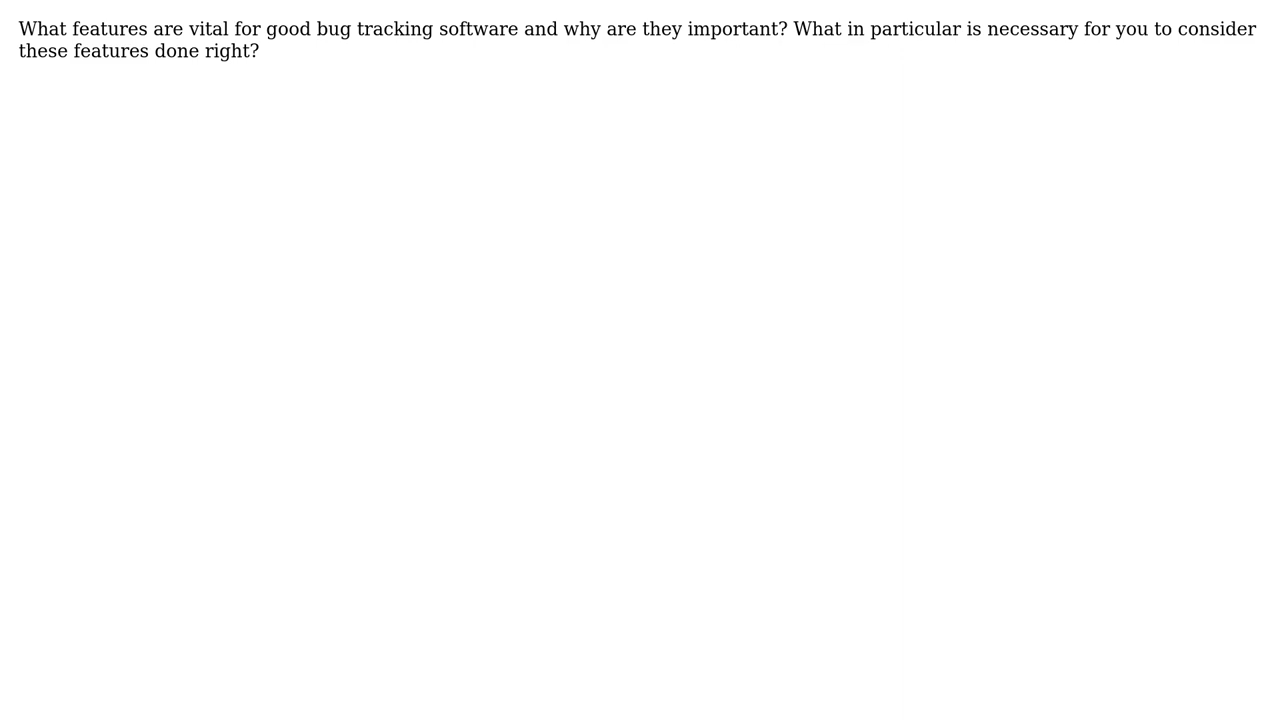 What features are vital for good bug tracking software and why are they important? What in particular is necessary for you to consider
these features done right?